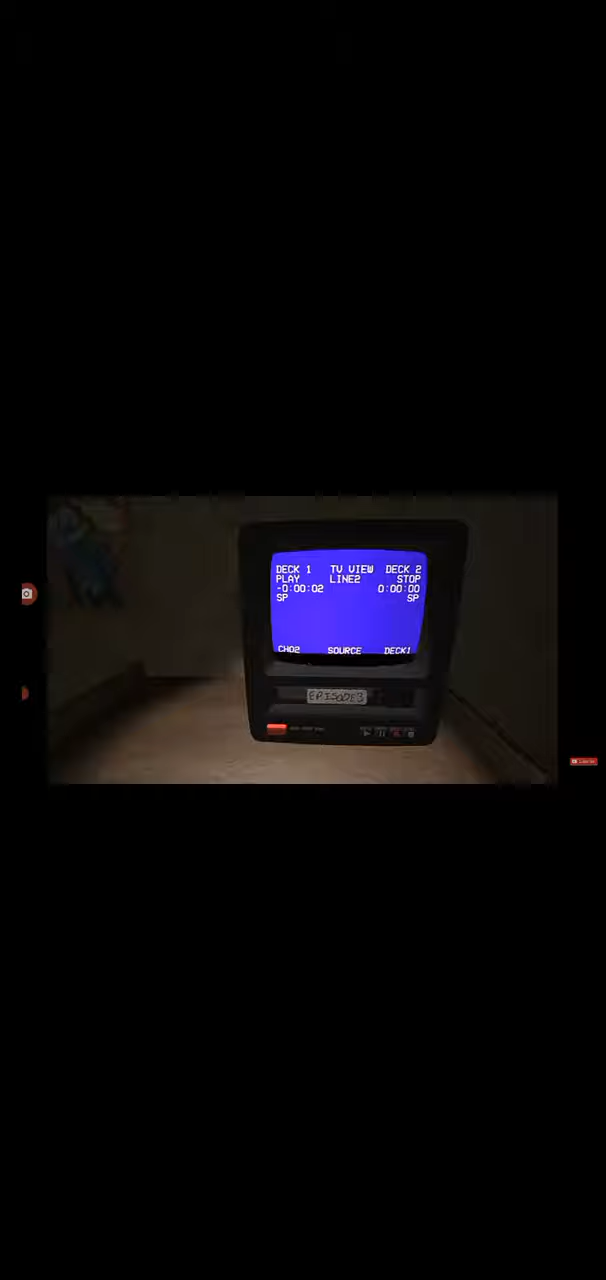 DECK 1 TV VIEW DECK 2
PLAY LINE2 STOP
-0:00:02 0:00:00
SP SP
CH02 SOURCE DECK1
EPISODE3